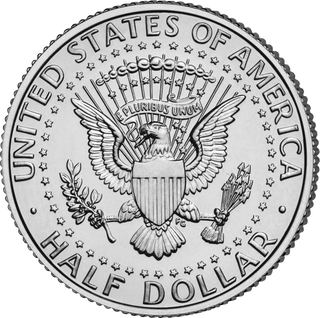 UNITED STATES OF AMERICA
E PLURIBUS UNUM
HALF DOLLAR